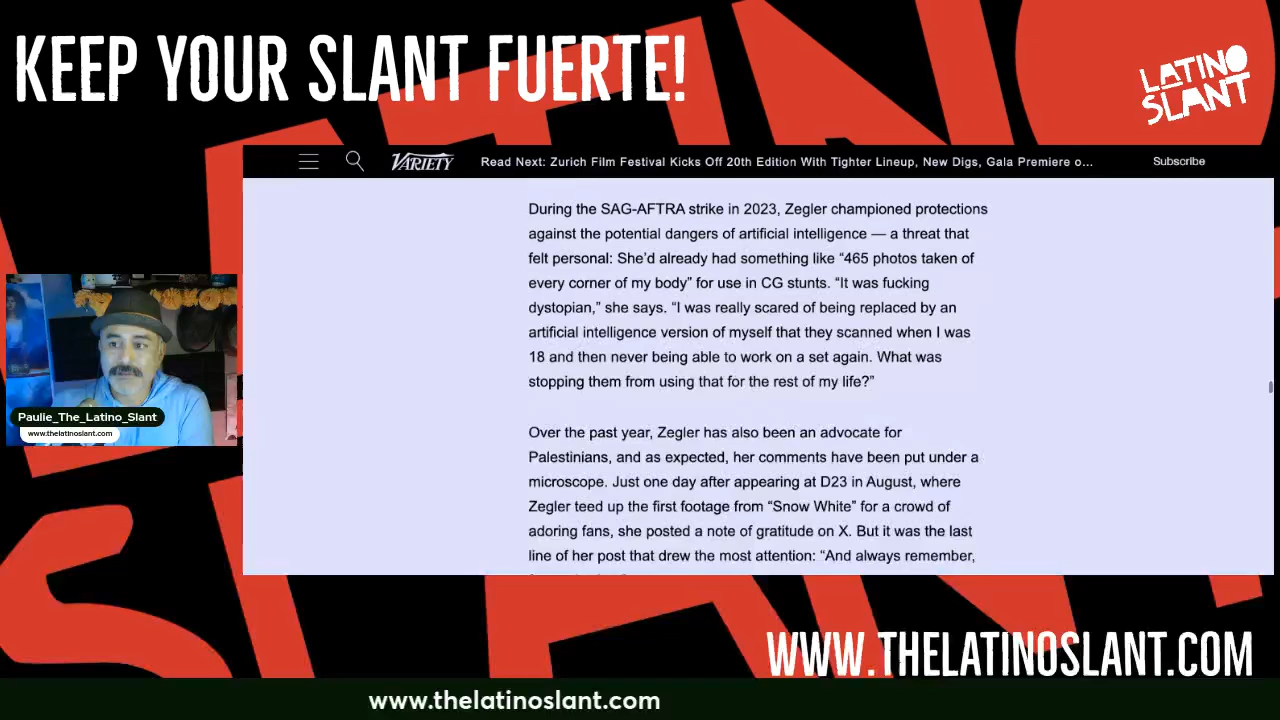 KEEP YOUR SLANT FUERTE!
LATINO
SLANT
VARIETY
Read Next: Zurich Film Festival Kicks Off 20th Edition With Tighter Lineup, New Digs, Gala Premiere o...
Subscribe
During the SAG-AFTRA strike in 2023, Zegler championed protections
against the potential dangers of artificial intelligence — a threat that
felt personal: She’d already had something like “465 photos taken of
every corner of my body” for use in CG stunts. “It was fucking
dystopian,” she says. “I was really scared of being replaced by an
artificial intelligence version of myself that they scanned when I was
18 and then never being able to work on a set again. What was
stopping them from using that for the rest of my life?”
Over the past year, Zegler has also been an advocate for
Palestinians, and as expected, her comments have been put under a
microscope. Just one day after appearing at D23 in August, where
Zegler teed up the first footage from “Snow White” for a crowd of
adoring fans, she posted a note of gratitude on X. But it was the last
line of her post that drew the most attention: “And always remember,
Paulie_The_Latino_Slant
www.thelatinoslant.com
WWW.THELATINOSLANT.COM
www.thelatinoslant.com